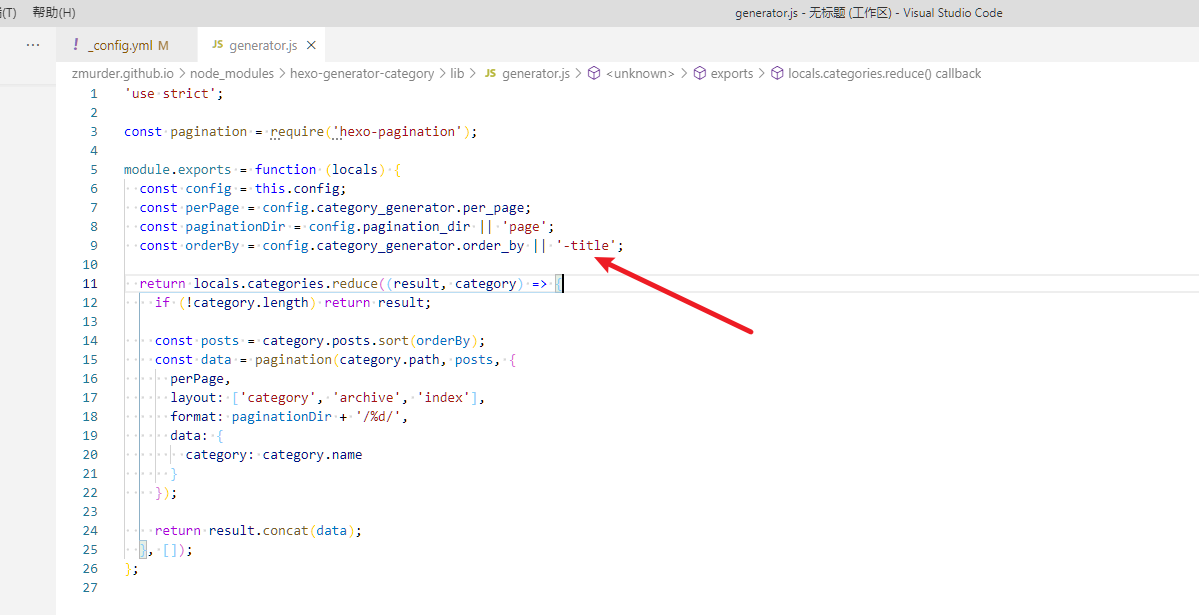 (T) 帮助(H) generator.js - 无标题 (工作区) - Visual Studio Code
··· ! _config.yml M JS generator.js ×
zmurder.github.io > node_modules > hexo-generator-category > lib > JS generator.js > <unknown> > exports > locals.categories.reduce() callback
1 'use strict';
2
3 const pagination = require('hexo-pagination');
4
5 module.exports = function (locals) {
6 const config = this.config;
7 const perPage = config.category_generator.per_page;
8 const paginationDir = config.pagination_dir || 'page';
9 const orderBy = config.category_generator.order_by || '-title';
10
11 return locals.categories.reduce((result, category) => {
12 if (!category.length) return result;
13
14 const posts = category.posts.sort(orderBy);
15 const data = pagination(category.path, posts, {
16 perPage,
17 layout: ['category', 'archive', 'index'],
18 format: paginationDir + '/%d/',
19 data: {
20 category: category.name
21 }
22 });
23
24 return result.concat(data);
25 }, []);
26 };
27